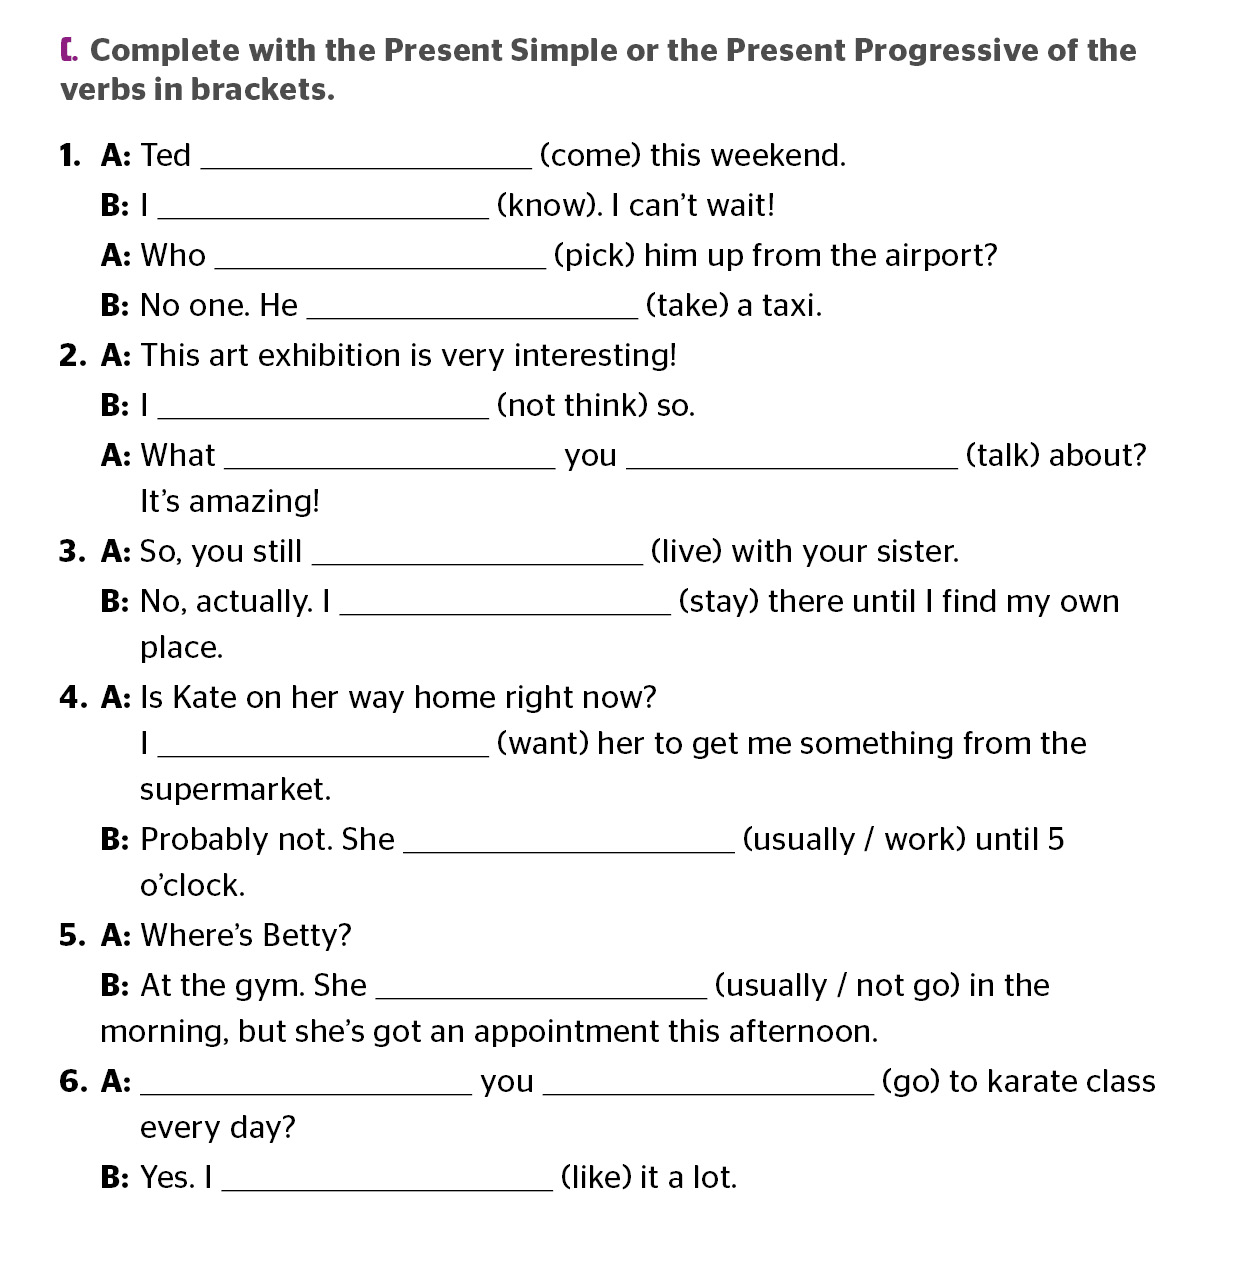 C. Complete with the Present Simple or the Present Progressive of the
verbs in brackets.
1. A: Ted ____________________ (come) this weekend.
B: I ____________________ (know). I can’t wait!
A: Who ____________________ (pick) him up from the airport?
B: No one. He ____________________ (take) a taxi.
2. A: This art exhibition is very interesting!
B: I ____________________ (not think) so.
A: What ____________________ you ____________________ (talk) about?
It’s amazing!
3. A: So, you still ____________________ (live) with your sister.
B: No, actually. I ____________________ (stay) there until I find my own
place.
4. A: Is Kate on her way home right now?
I ____________________ (want) her to get me something from the
supermarket.
B: Probably not. She ____________________ (usually / work) until 5
o’clock.
5. A: Where’s Betty?
B: At the gym. She ____________________ (usually / not go) in the
morning, but she’s got an appointment this afternoon.
6. A: ____________________ you ____________________ (go) to karate class
every day?
B: Yes. I ____________________ (like) it a lot.